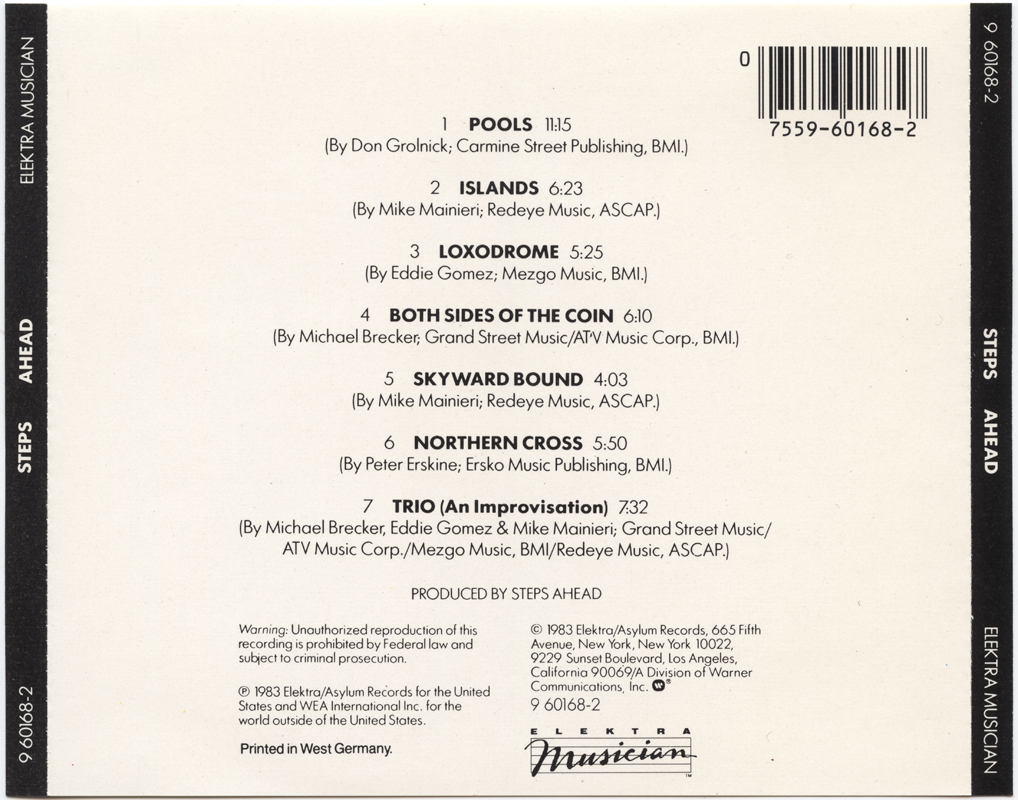 ELEKTRA MUSICIAN
STEPS AHEAD
9 60168-2
0
7559-60168-2
1 POOLS 11:15
(By Don Grolnick; Carmine Street Publishing, BMI.)
2 ISLANDS 6:23
(By Mike Mainieri; Redeye Music, ASCAP.)
3 LOXODROME 5:25
(By Eddie Gomez; Mezgo Music, BMI.)
4 BOTH SIDES OF THE COIN 6:10
(By Michael Brecker; Grand Street Music/ATV Music Corp., BMI.)
5 SKYWARD BOUND 4:03
(By Mike Mainieri; Redeye Music, ASCAP.)
6 NORTHERN CROSS 5:50
(By Peter Erskine; Ersko Music Publishing, BMI.)
7 TRIO (An Improvisation) 7:32
(By Michael Brecker, Eddie Gomez & Mike Mainieri; Grand Street Music/
ATV Music Corp./Mezgo Music, BMI/Redeye Music, ASCAP.)
PRODUCED BY STEPS AHEAD
Warning: Unauthorized reproduction of this
recording is prohibited by Federal law and
subject to criminal prosecution.
℗ 1983 Elektra/Asylum Records for the United
States and WEA International Inc. for the
world outside of the United States.
Printed in West Germany.
© 1983 Elektra/Asylum Records, 665 Fifth
Avenue, New York, New York 10022,
9229 Sunset Boulevard, Los Angeles,
California 90069/A Division of Warner
Communications, Inc. ®
9 60168-2
ELEKTRA
Musician
TM
9 60168-2
STEPS AHEAD
ELEKTRA MUSICIAN